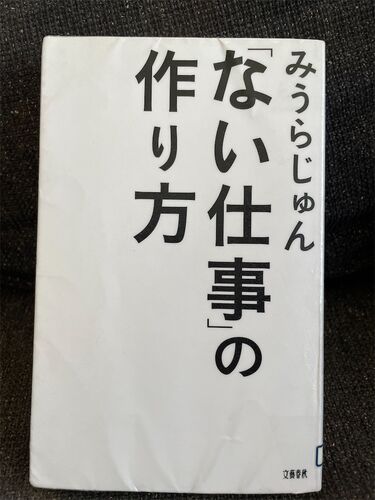 みうらじゅん
「ない仕事」の
作り方
文藝春秋